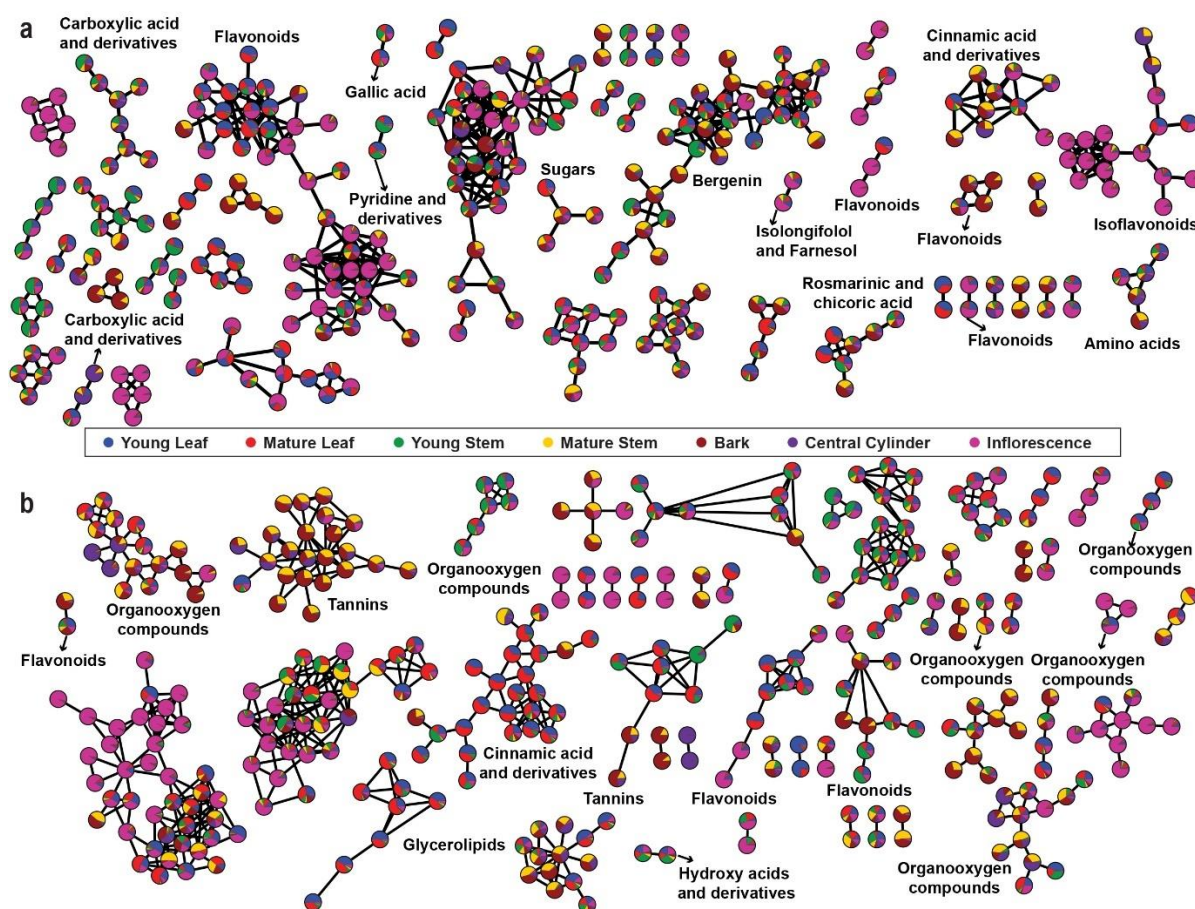 a
Carboxylic acid
and derivatives
Flavonoids
Gallic acid
Pyridine and
derivatives
Sugars
Bergenin
Isolongifolol
and Farnesol
Flavonoids
Cinnamic acid
and derivatives
Flavonoids
Isoflavonoids
Carboxylic acid
and derivatives
Rosmarinic and
chicoric acid
Flavonoids
Amino acids
Young Leaf
Mature Leaf
Young Stem
Mature Stem
Bark
Central Cylinder
Inflorescence
b
Organooxygen
compounds
Tannins
Organooxygen
compounds
Organooxygen
compounds
Flavonoids
Organooxygen
compounds
Organooxygen
compounds
Cinnamic acid
and derivatives
Tannins
Flavonoids
Flavonoids
Glycerolipids
Hydroxy acids
and derivatives
Organooxygen
compounds